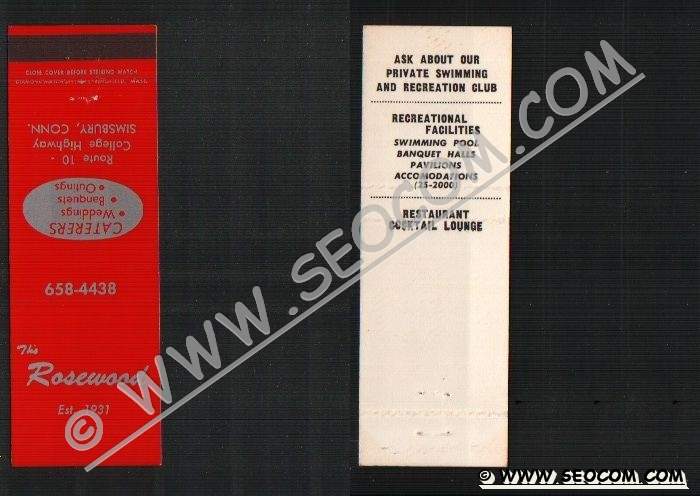 CLOSE COVER BEFORE STRIKING MATCH
Route 10 -
College Highway
SIMSBURY, CONN.
CATERERS
• Weddings
• Banquets
• Outings
658-4438
The
Rosewood
Est. 1931
ASK ABOUT OUR
PRIVATE SWIMMING
AND RECREATION CLUB
RECREATIONAL
FACILITIES
SWIMMING POOL
BANQUET HALLS
PAVILIONS
ACCOMODATIONS
(25-2000)
RESTAURANT
COCKTAIL LOUNGE
© WWW.SEOCOM.COM
© WWW.SEOCOM.COM